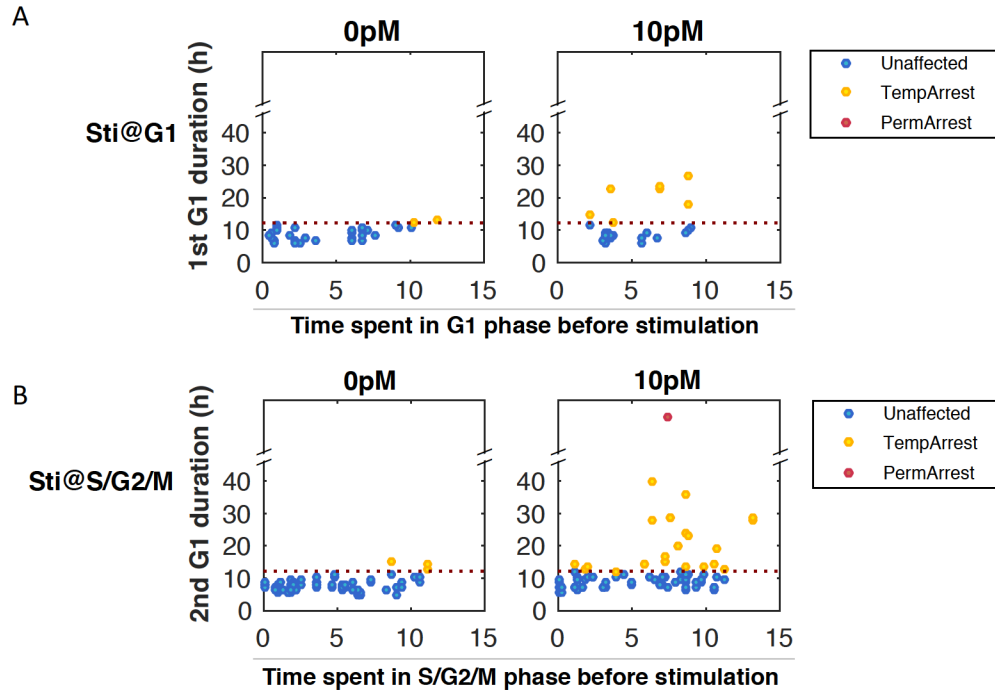 A
0pM
10pM
Sti@G1
1st G1 duration (h)
40
30
20
10
0
0
5
10
15
40
30
20
10
0
0
5
10
15
Time spent in G1 phase before stimulation
Unaffected
TempArrest
PermArrest
B
0pM
10pM
Sti@S/G2/M
2nd G1 duration (h)
40
30
20
10
0
0
5
10
15
40
30
20
10
0
0
5
10
15
Time spent in S/G2/M phase before stimulation
Unaffected
TempArrest
PermArrest